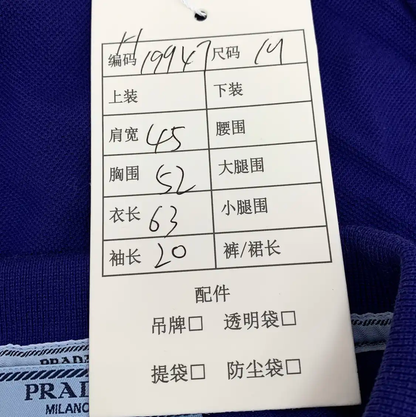 编码 H19947 尺码 M
上装 下装
肩宽 45 腰围
胸围 52 大腿围
衣长 63 小腿围
袖长 20 裤/裙长
配件
吊牌□ 透明袋□
提袋□ 防尘袋□
PRADA
PRADA
MILANO